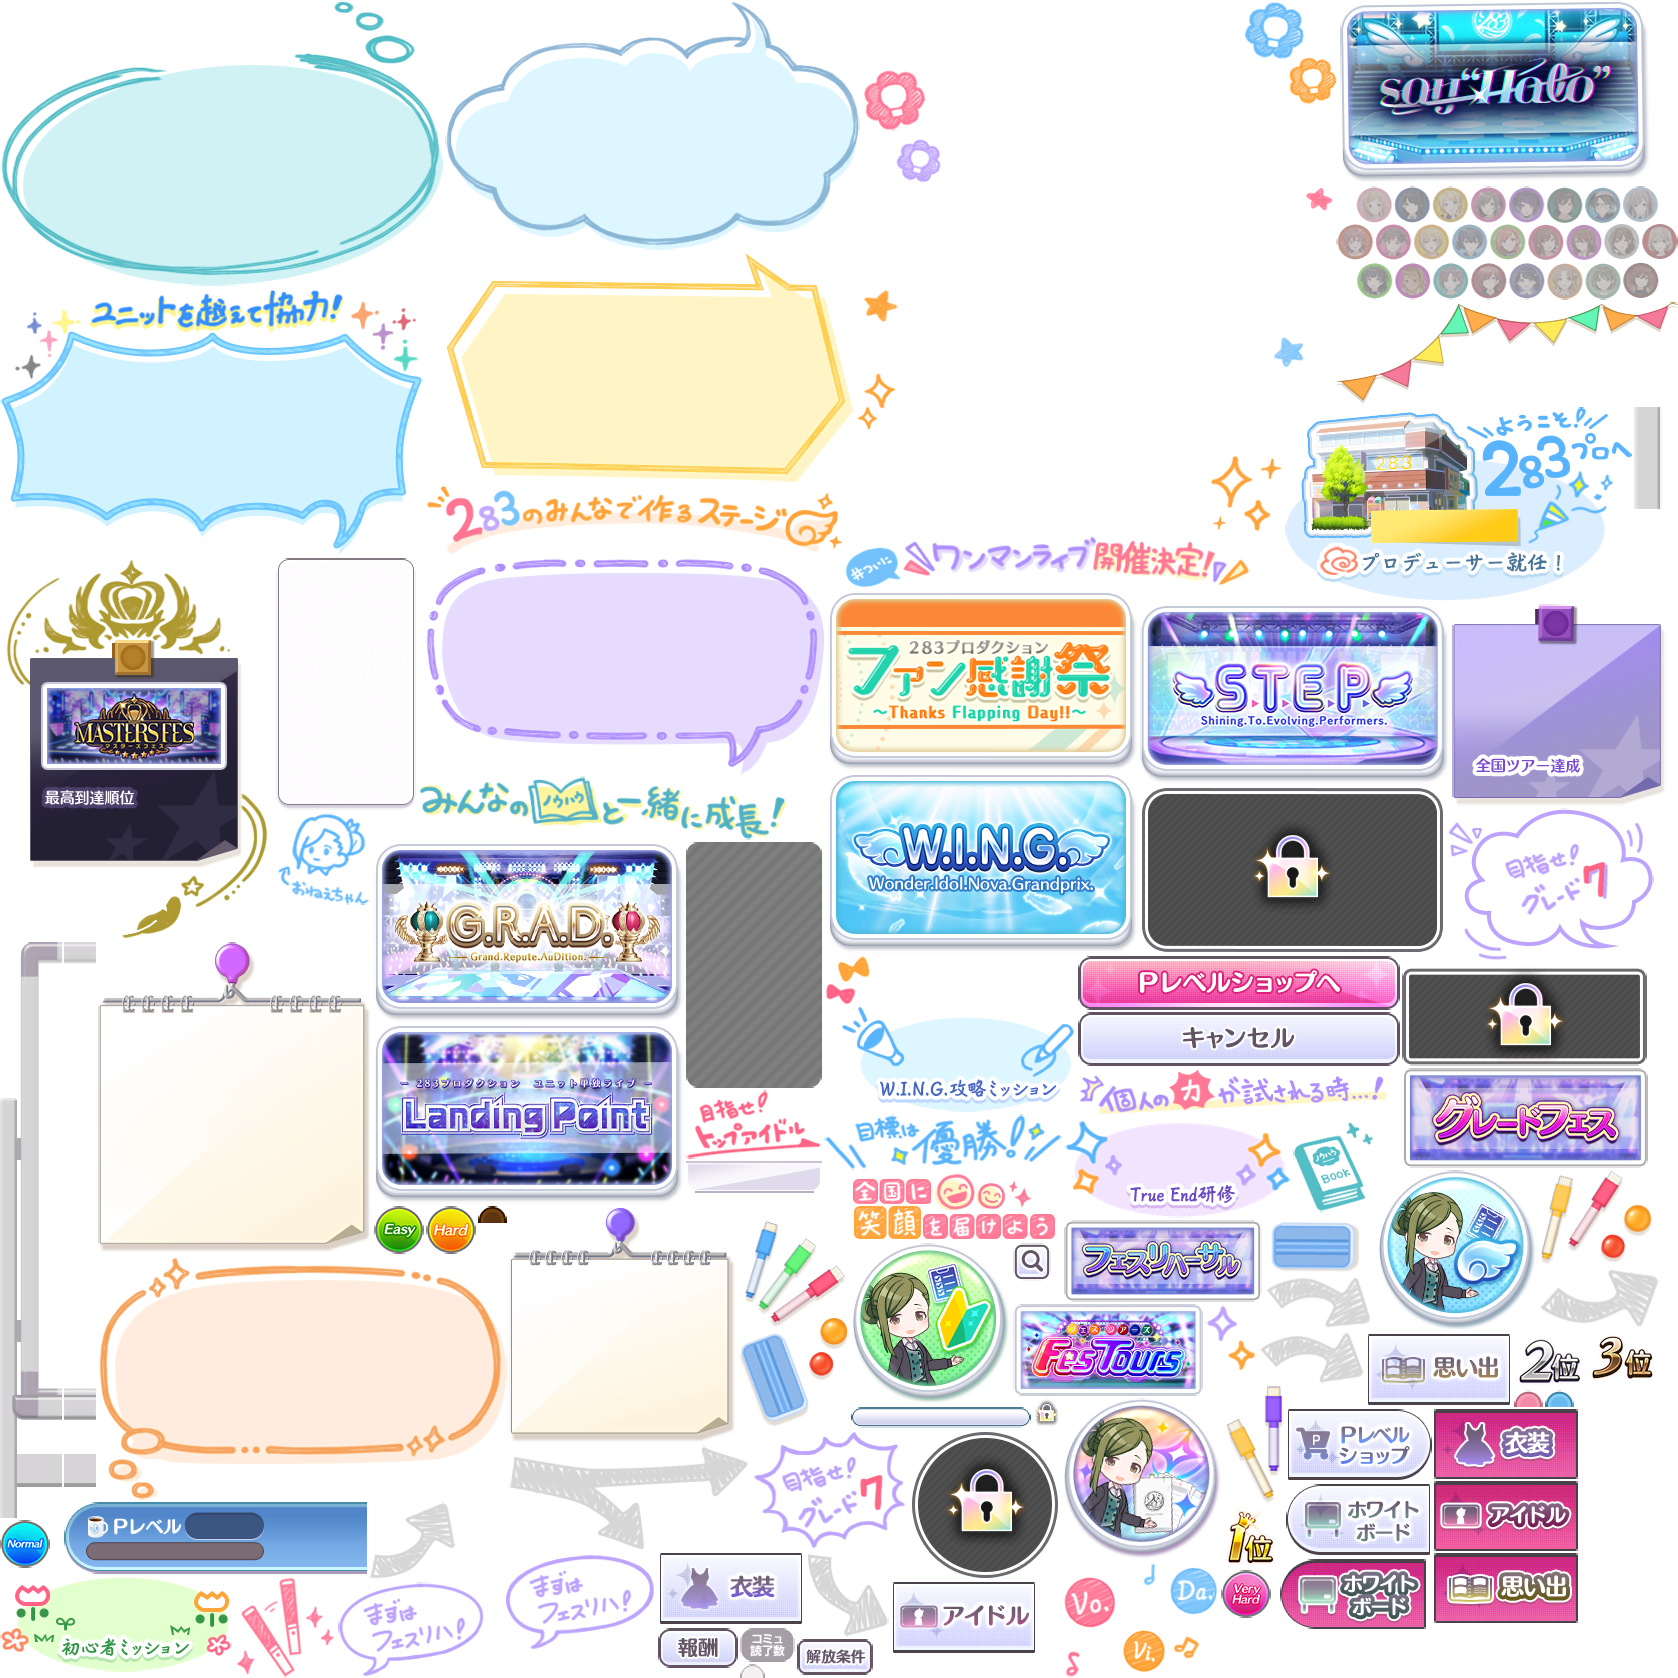 say“Halo”
ユニットを越えて協力!
ようこそ!!
283プロへ
283
プロデューサー就任！
283のみんなで作るステージ
#ついに
ワンマンライブ開催決定!
283プロダクション
ファン感謝祭
～Thanks Flapping Day!!～
S.T.E.P.
Shining.To.Evolving.Performers.
全国ツアー達成
MASTERS FES
マスターズフェス
最高到達順位
みんなのノウハウと一緒に成長!
おねえちゃん
W.I.N.G.
Wonder.Idol.Nova.Grandprix.
目指せ!
グレード7
G.R.A.D.
Grand.Repute.AuDition.
Pレベルショップへ
キャンセル
283プロダクション　ユニット単独ライブ
Landing Point
W.I.N.G.攻略ミッション
個人の力が試される時...!
グレードフェス
目指せ!
トップアイドル
目標は優勝!
True End研修
ノウハウ
Book
全国に
笑顔を届けよう
Easy
Hard
フェスリハーサル
フェスツアーズ
FesTours
思い出
2位
3位
Pレベル
ショップ
衣装
目指せ!
グレード7
ホワイト
ボード
アイドル
Pレベル
Normal
1位
まずは
フェスリハ!
まずは
フェスリハ!
衣装
アイドル
Vo.
Da.
Vi.
Very
Hard
ホワイト
ボード
思い出
初心者ミッション
報酬
コミュ
読了数
解放条件